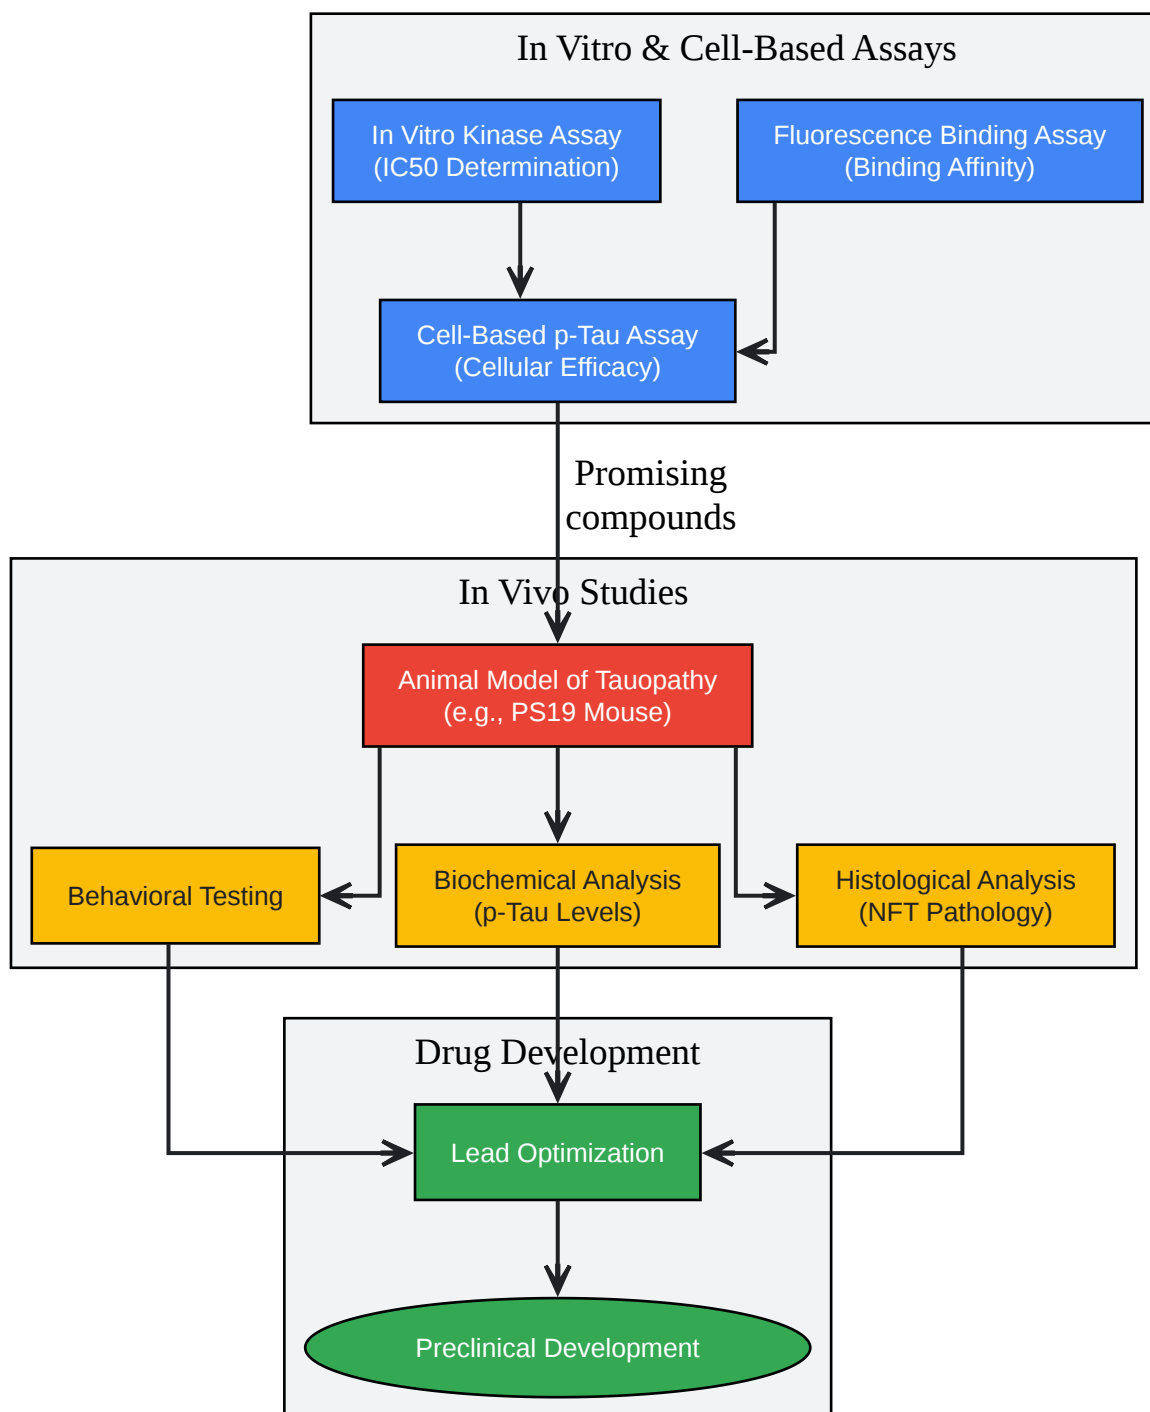 In Vitro & Cell-Based Assays
In Vitro Kinase Assay
(IC50 Determination)
Fluorescence Binding Assay
(Binding Affinity)
Cell-Based p-Tau Assay
(Cellular Efficacy)
Promising
compounds
In Vivo Studies
Animal Model of Tauopathy
(e.g., PS19 Mouse)
Behavioral Testing
Biochemical Analysis
(p-Tau Levels)
Histological Analysis
(NFT Pathology)
Drug Development
Lead Optimization
Preclinical Development